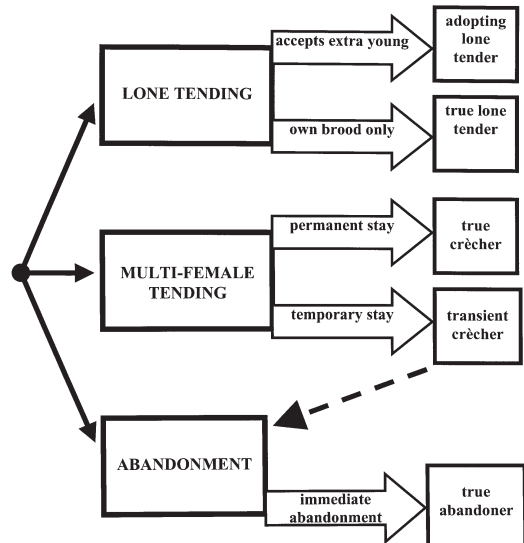 accepts extra young
adopting
lone
tender
LONE TENDING
own brood only
true lone
tender
permanent stay
true
crècher
MULTI-FEMALE
TENDING
temporary stay
transient
crècher
ABANDONMENT
immediate
abandonment
true
abandoner